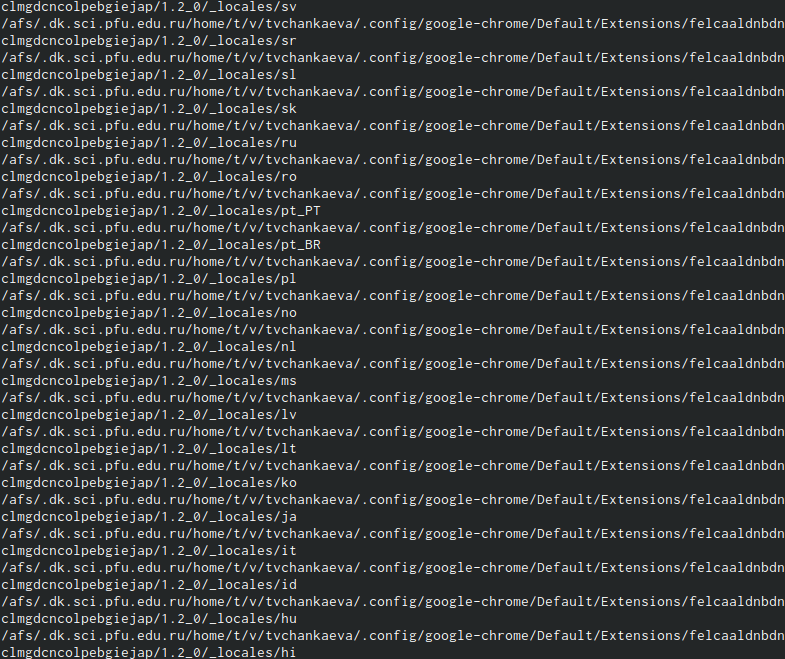 clmgdcncolpebgiejap/1.2_0/_locales/sv
/afs/.dk.sci.pfu.edu.ru/home/t/v/tvchankaeva/.config/google-chrome/Default/Extensions/felcaaldnbdn
clmgdcncolpebgiejap/1.2_0/_locales/sr
/afs/.dk.sci.pfu.edu.ru/home/t/v/tvchankaeva/.config/google-chrome/Default/Extensions/felcaaldnbdn
clmgdcncolpebgiejap/1.2_0/_locales/sl
/afs/.dk.sci.pfu.edu.ru/home/t/v/tvchankaeva/.config/google-chrome/Default/Extensions/felcaaldnbdn
clmgdcncolpebgiejap/1.2_0/_locales/sk
/afs/.dk.sci.pfu.edu.ru/home/t/v/tvchankaeva/.config/google-chrome/Default/Extensions/felcaaldnbdn
clmgdcncolpebgiejap/1.2_0/_locales/ru
/afs/.dk.sci.pfu.edu.ru/home/t/v/tvchankaeva/.config/google-chrome/Default/Extensions/felcaaldnbdn
clmgdcncolpebgiejap/1.2_0/_locales/ro
/afs/.dk.sci.pfu.edu.ru/home/t/v/tvchankaeva/.config/google-chrome/Default/Extensions/felcaaldnbdn
clmgdcncolpebgiejap/1.2_0/_locales/pt_PT
/afs/.dk.sci.pfu.edu.ru/home/t/v/tvchankaeva/.config/google-chrome/Default/Extensions/felcaaldnbdn
clmgdcncolpebgiejap/1.2_0/_locales/pt_BR
/afs/.dk.sci.pfu.edu.ru/home/t/v/tvchankaeva/.config/google-chrome/Default/Extensions/felcaaldnbdn
clmgdcncolpebgiejap/1.2_0/_locales/pl
/afs/.dk.sci.pfu.edu.ru/home/t/v/tvchankaeva/.config/google-chrome/Default/Extensions/felcaaldnbdn
clmgdcncolpebgiejap/1.2_0/_locales/no
/afs/.dk.sci.pfu.edu.ru/home/t/v/tvchankaeva/.config/google-chrome/Default/Extensions/felcaaldnbdn
clmgdcncolpebgiejap/1.2_0/_locales/nl
/afs/.dk.sci.pfu.edu.ru/home/t/v/tvchankaeva/.config/google-chrome/Default/Extensions/felcaaldnbdn
clmgdcncolpebgiejap/1.2_0/_locales/ms
/afs/.dk.sci.pfu.edu.ru/home/t/v/tvchankaeva/.config/google-chrome/Default/Extensions/felcaaldnbdn
clmgdcncolpebgiejap/1.2_0/_locales/lv
/afs/.dk.sci.pfu.edu.ru/home/t/v/tvchankaeva/.config/google-chrome/Default/Extensions/felcaaldnbdn
clmgdcncolpebgiejap/1.2_0/_locales/lt
/afs/.dk.sci.pfu.edu.ru/home/t/v/tvchankaeva/.config/google-chrome/Default/Extensions/felcaaldnbdn
clmgdcncolpebgiejap/1.2_0/_locales/ko
/afs/.dk.sci.pfu.edu.ru/home/t/v/tvchankaeva/.config/google-chrome/Default/Extensions/felcaaldnbdn
clmgdcncolpebgiejap/1.2_0/_locales/ja
/afs/.dk.sci.pfu.edu.ru/home/t/v/tvchankaeva/.config/google-chrome/Default/Extensions/felcaaldnbdn
clmgdcncolpebgiejap/1.2_0/_locales/it
/afs/.dk.sci.pfu.edu.ru/home/t/v/tvchankaeva/.config/google-chrome/Default/Extensions/felcaaldnbdn
clmgdcncolpebgiejap/1.2_0/_locales/id
/afs/.dk.sci.pfu.edu.ru/home/t/v/tvchankaeva/.config/google-chrome/Default/Extensions/felcaaldnbdn
clmgdcncolpebgiejap/1.2_0/_locales/hu
/afs/.dk.sci.pfu.edu.ru/home/t/v/tvchankaeva/.config/google-chrome/Default/Extensions/felcaaldnbdn
clmgdcncolpebgiejap/1.2_0/_locales/hi